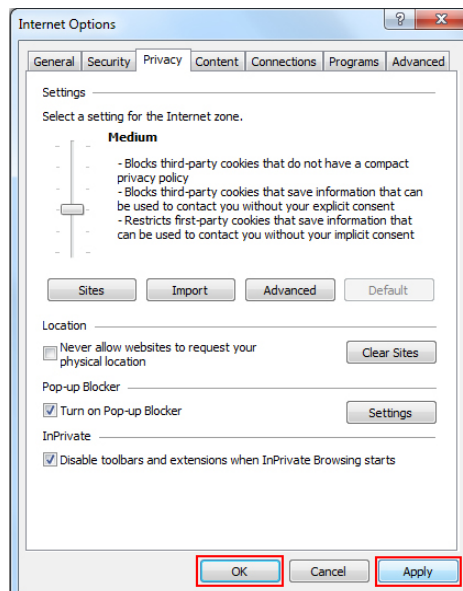 Internet Options
General Security Privacy Content Connections Programs Advanced
Settings
Select a setting for the Internet zone.
Medium
- Blocks third-party cookies that do not have a compact
privacy policy
- Blocks third-party cookies that save information that can
be used to contact you without your explicit consent
- Restricts first-party cookies that save information that
can be used to contact you without your implicit consent
Sites Import Advanced Default
Location
Never allow websites to request your
physical location
Clear Sites
Pop-up Blocker
Turn on Pop-up Blocker Settings
InPrivate
Disable toolbars and extensions when InPrivate Browsing starts
OK Cancel Apply